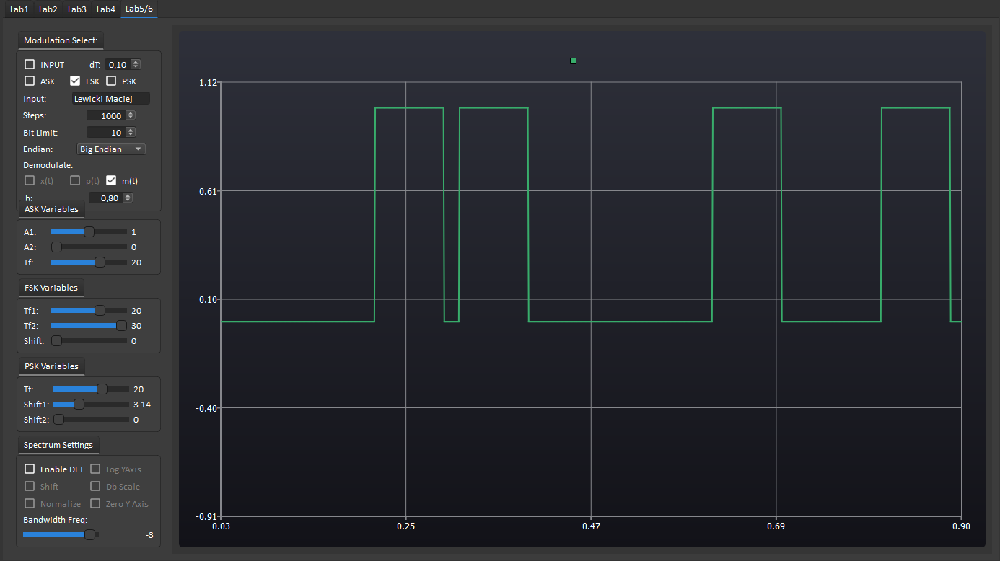 Lab1 Lab2 Lab3 Lab4 Lab5/6
Modulation Select:
INPUT dT: 0,10
ASK FSK PSK
Input: Lewicki Maciej
Steps: 1000
Bit Limit: 10
Endian: Big Endian
Demodulate:
x(t) p(t) m(t)
h: 0,80
ASK Variables
A1: 1
A2: 0
Tf: 20
FSK Variables
Tf1: 20
Tf2: 30
Shift: 0
PSK Variables
Tf: 20
Shift1: 3.14
Shift2: 0
Spectrum Settings
Enable DFT Log YAxis
Shift Db Scale
Normalize Zero Y Axis
Bandwidth Freq:
-3
1.12
0.61
0.10
-0.40
-0.91
0.03 0.25 0.47 0.69 0.90